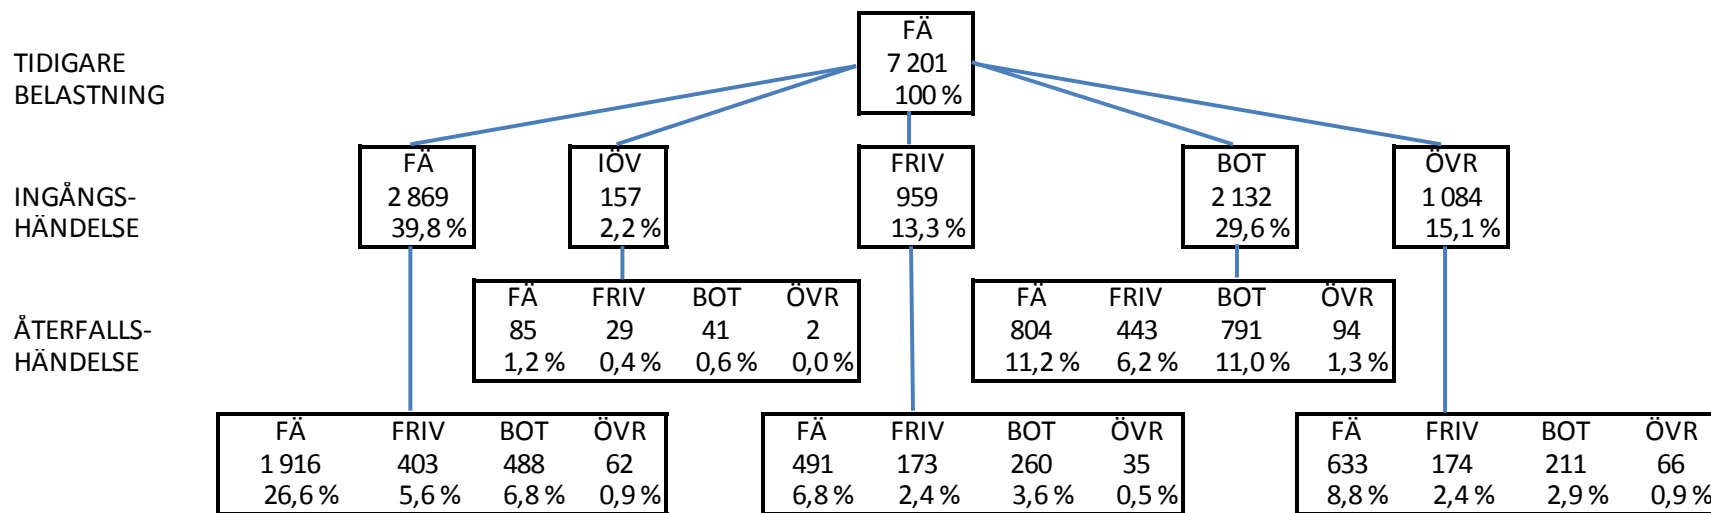 FÄ
TIDIGARE 7 201
BELASTNING 100 %
FÄ IÖV FRIV BOT ÖVR
INGÅNGS- 2 869 157 959 2 132 1 084
HÄNDELSE 39,8 % 2,2 % 13,3 % 29,6 % 15,1 %
FÄ FRIV BOT ÖVR FÄ FRIV BOT ÖVR
ÅTERFALLS- 85 29 41 2 804 443 791 94
HÄNDELSE 1,2 % 0,4 % 0,6 % 0,0 % 11,2 % 6,2 % 11,0 % 1,3 %
FÄ FRIV BOT ÖVR FÄ FRIV BOT ÖVR FÄ FRIV BOT ÖVR
1 916 403 488 62 491 173 260 35 633 174 211 66
26,6 % 5,6 % 6,8 % 0,9 % 6,8 % 2,4 % 3,6 % 0,5 % 8,8 % 2,4 % 2,9 % 0,9 %